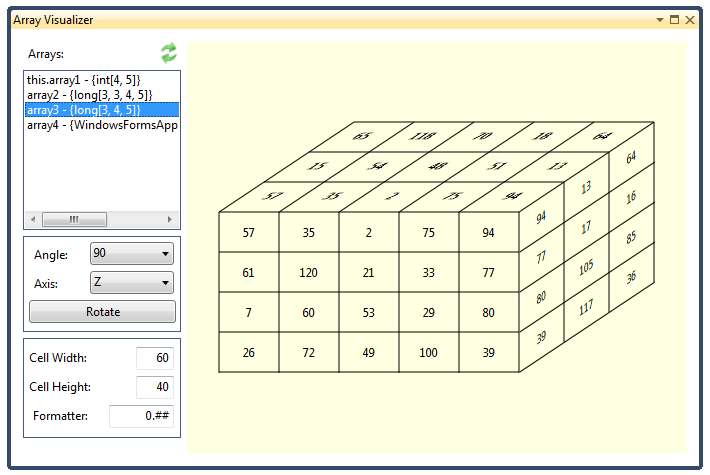 Array Visualizer
Arrays:
this.array1 - {int[4, 5]}
array2 - {long[3, 3, 4, 5]}
array3 - {long[3, 4, 5]}
array4 - {WindowsFormsApp
Angle: 90
Axis: Z
Rotate
Cell Width: 60
Cell Height: 40
Formatter: 0.##
65 118 70 18 64
15 54 48 51 13
57 35 2 75 94
57 35 2 75 94
61 120 21 33 77
7 60 53 29 80
26 72 49 100 39
94 13 64
77 17 16
80 105 85
39 117 36